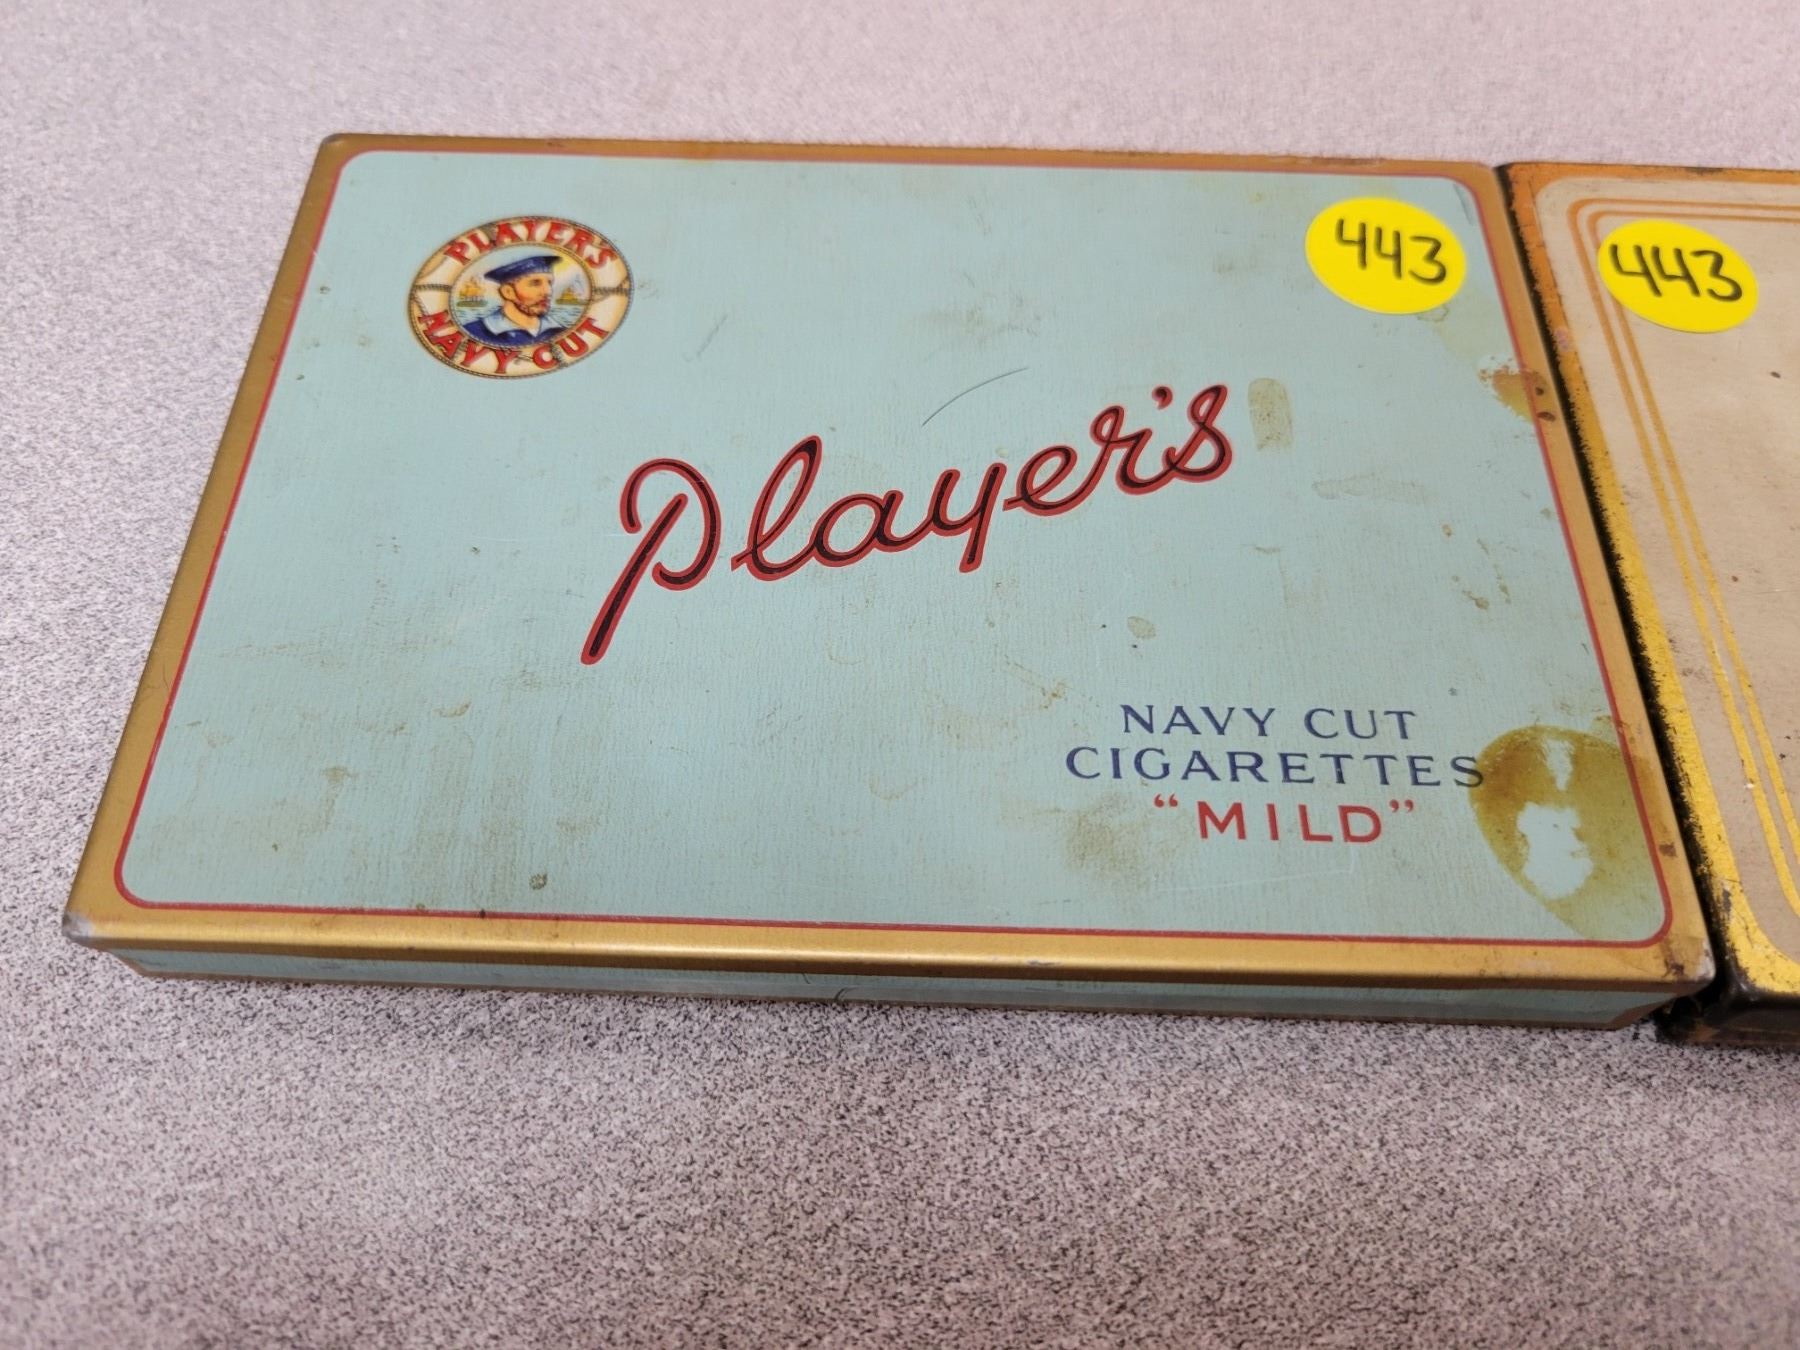 PLAYER'S
NAVY CUT
443
443
Player's
NAVY CUT
CIGARETTES
"MILD"